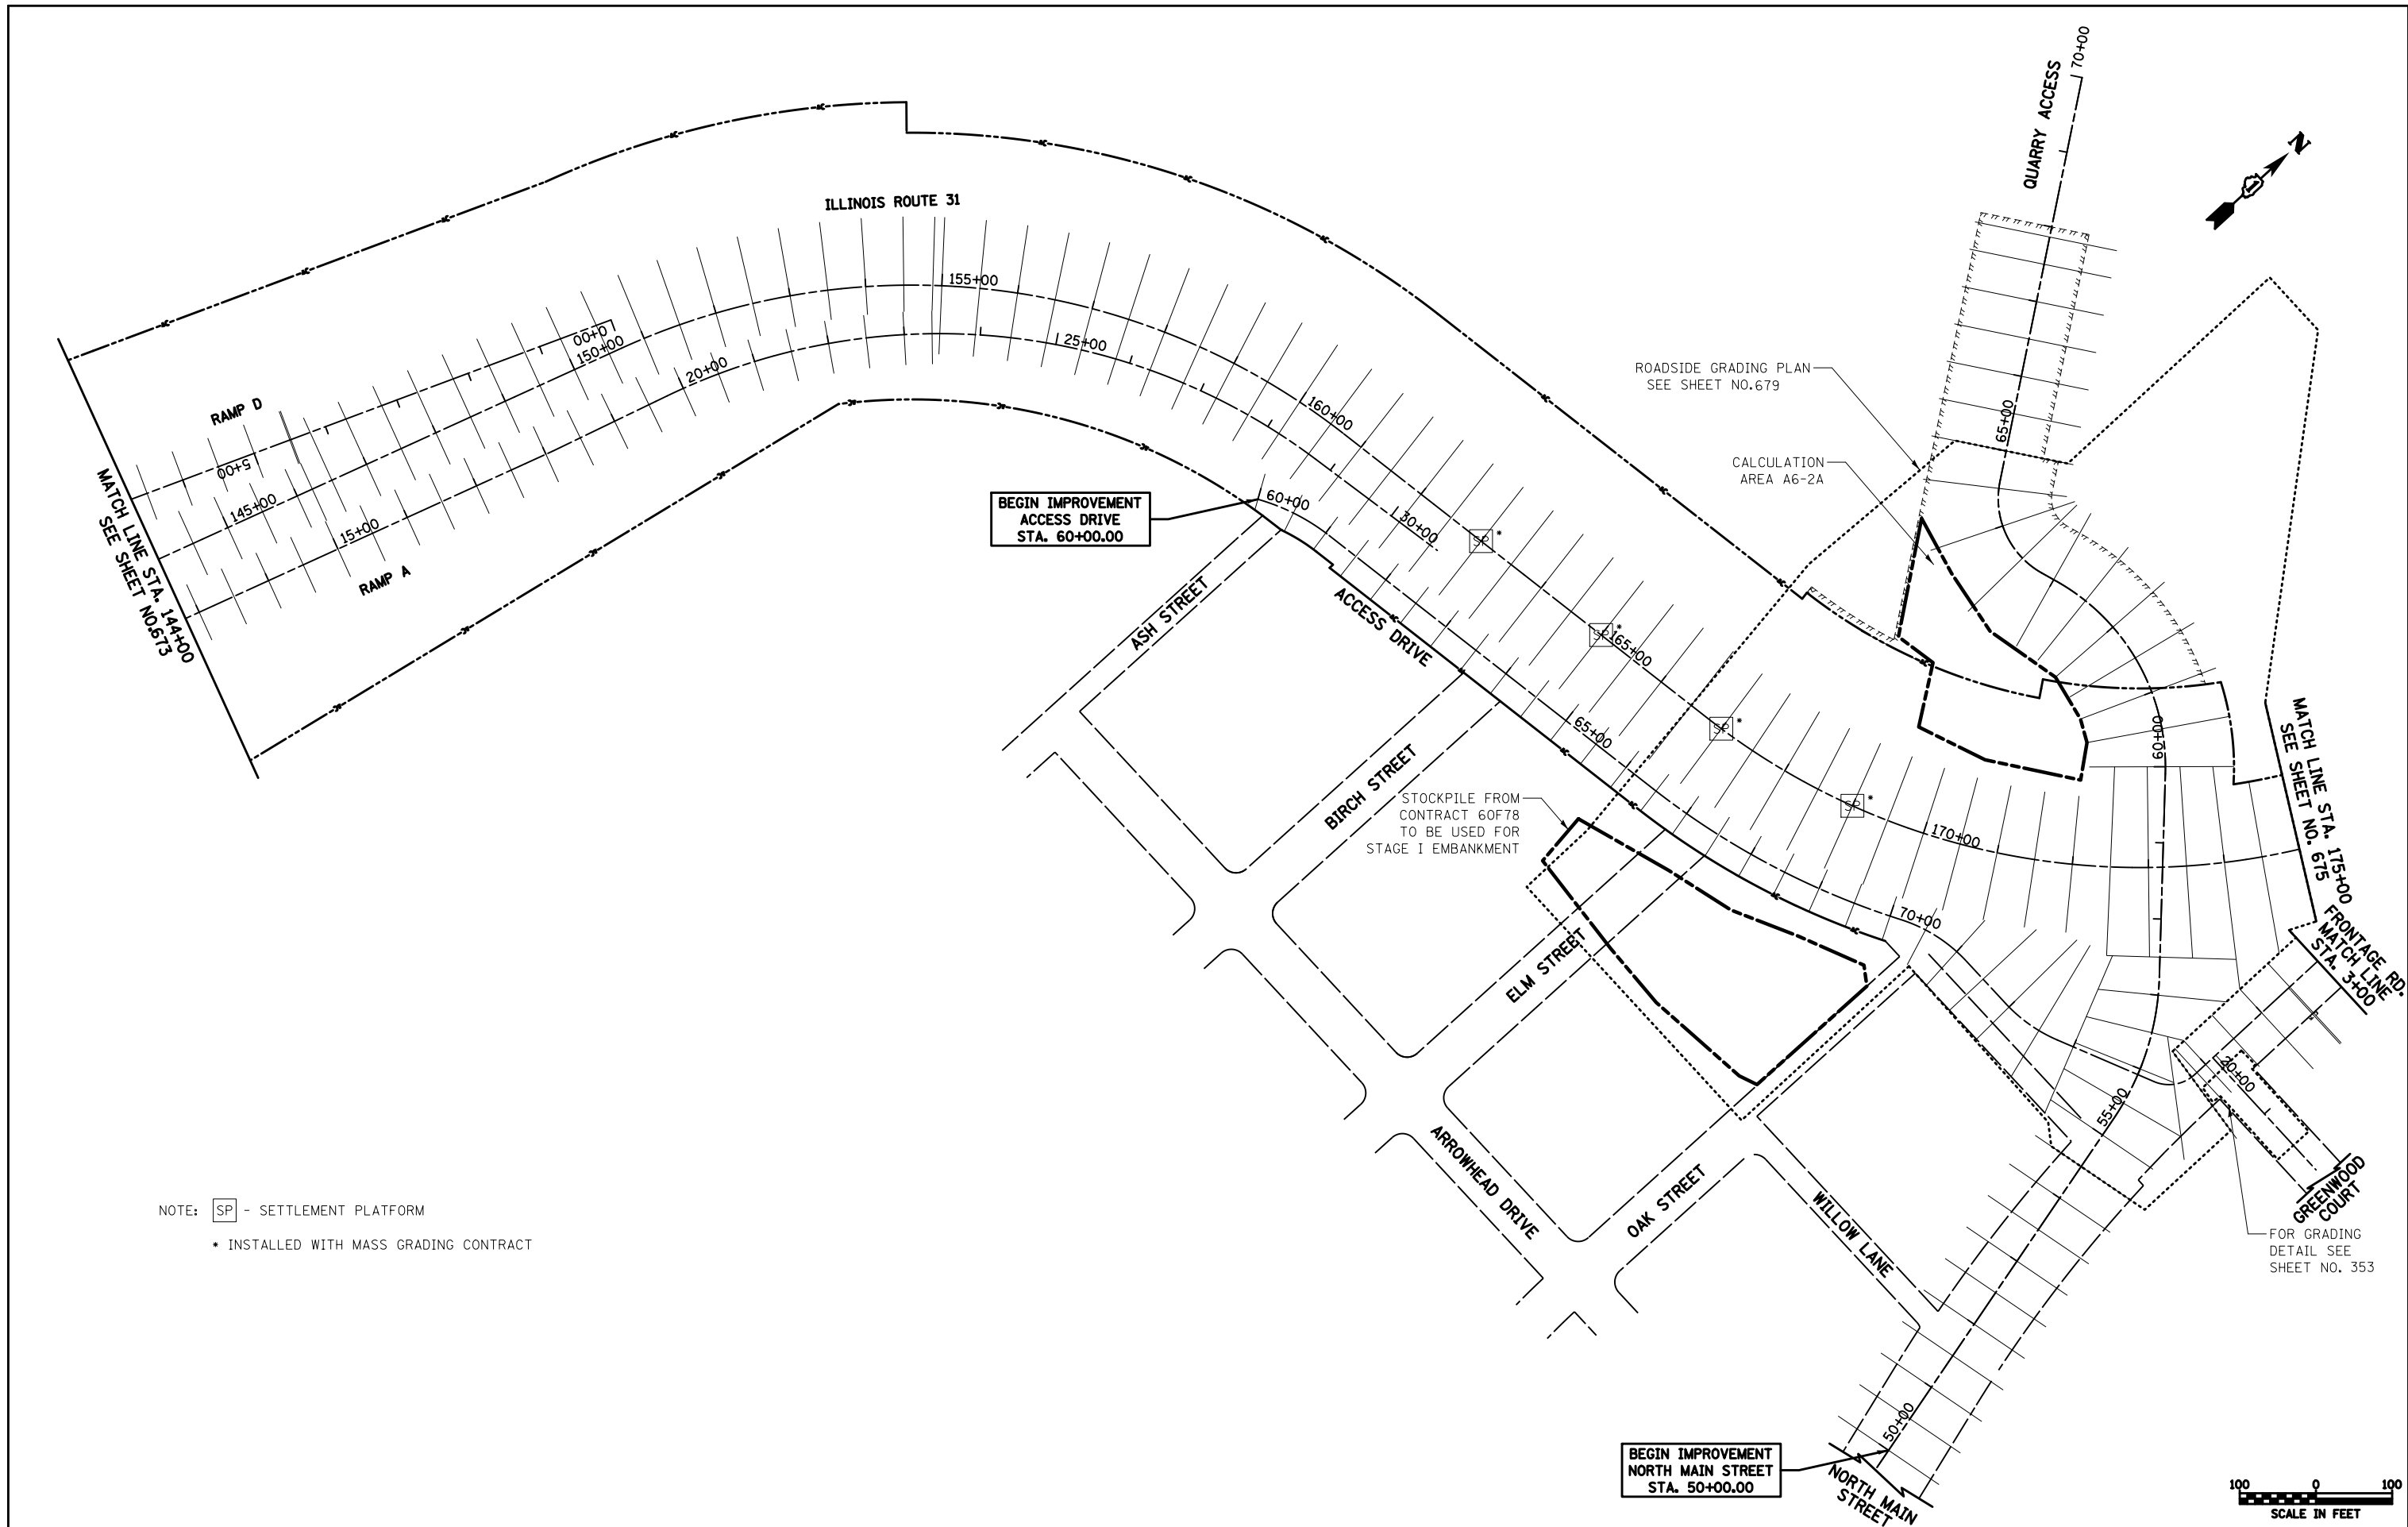 QUARRY ACCESS
70+00
N
ILLINOIS ROUTE 31
155+00
25+00
0+00
150+00
20+00
RAMP D
5+00
145+00
15+00
RAMP A
MATCH LINE STA. 144+00
SEE SHEET NO.673
160+00
30+00
60+00
BEGIN IMPROVEMENT
ACCESS DRIVE
STA. 60+00.00
SP *
SP *
SP *
SP *
165+00
170+00
ROADSIDE GRADING PLAN
SEE SHEET NO.679
CALCULATION
AREA A6-2A
65+00
60+00
ACCESS DRIVE
65+00
70+00
ASH STREET
BIRCH STREET
STOCKPILE FROM
CONTRACT 60F78
TO BE USED FOR
STAGE I EMBANKMENT
ELM STREET
ARROWHEAD DRIVE
OAK STREET
WILLOW LANE
MATCH LINE STA. 175+00
SEE SHEET NO. 675
FRONTAGE RD.
MATCH LINE
STA. 3+00
20+00
55+00
GREENWOOD
COURT
FOR GRADING
DETAIL SEE
SHEET NO. 353
50+00
BEGIN IMPROVEMENT
NORTH MAIN STREET
STA. 50+00.00
NORTH MAIN
STREET
NOTE: SP - SETTLEMENT PLATFORM
* INSTALLED WITH MASS GRADING CONTRACT
100 0 100
SCALE IN FEET